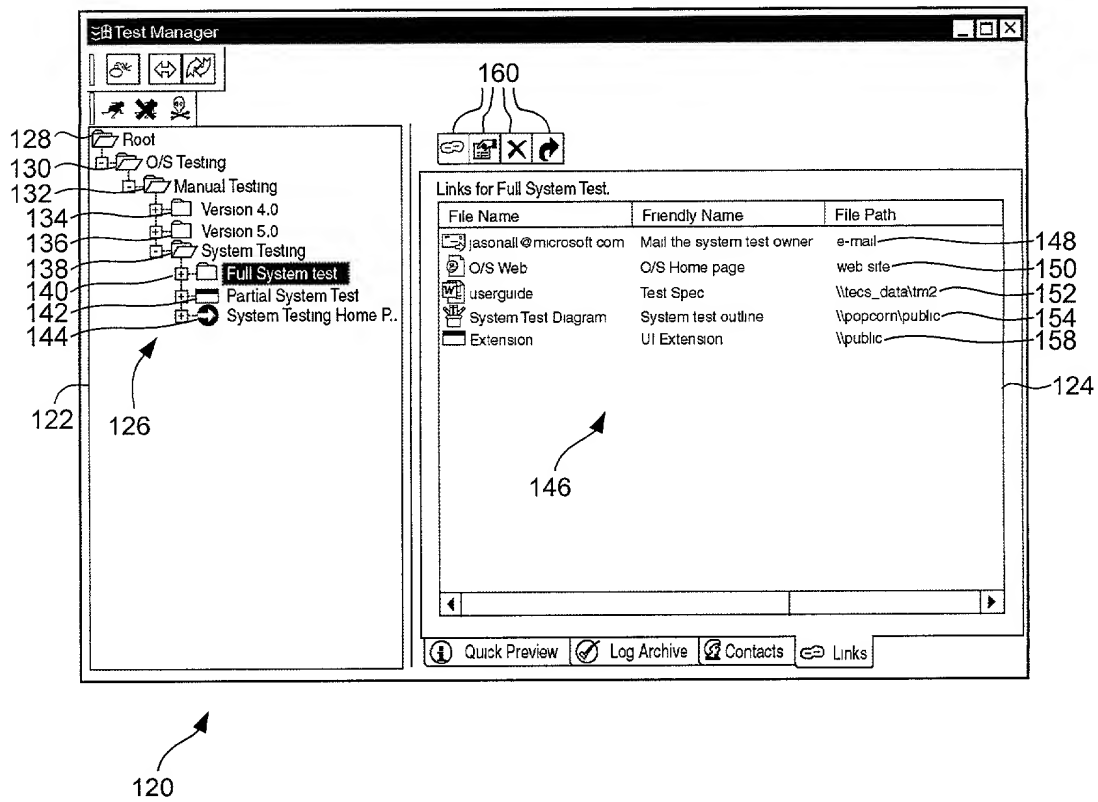 Test Manager
160
128
Root
130
O/S Testing
132
Manual Testing
134
Version 4.0
136
Version 5.0
138
System Testing
140
Full System test
142
Partial System Test
144
System Testing Home P..
122
126
Links for Full System Test.
File Name Friendly Name File Path
jasonall@microsoft com Mail the system test owner e-mail 148
O/S Web O/S Home page web site 150
userguide Test Spec \\tecs_data\tm2 152
System Test Diagram System test outline \\popcorn\public 154
Extension UI Extension \\public 158
124
146
Quick Preview Log Archive Contacts Links
120